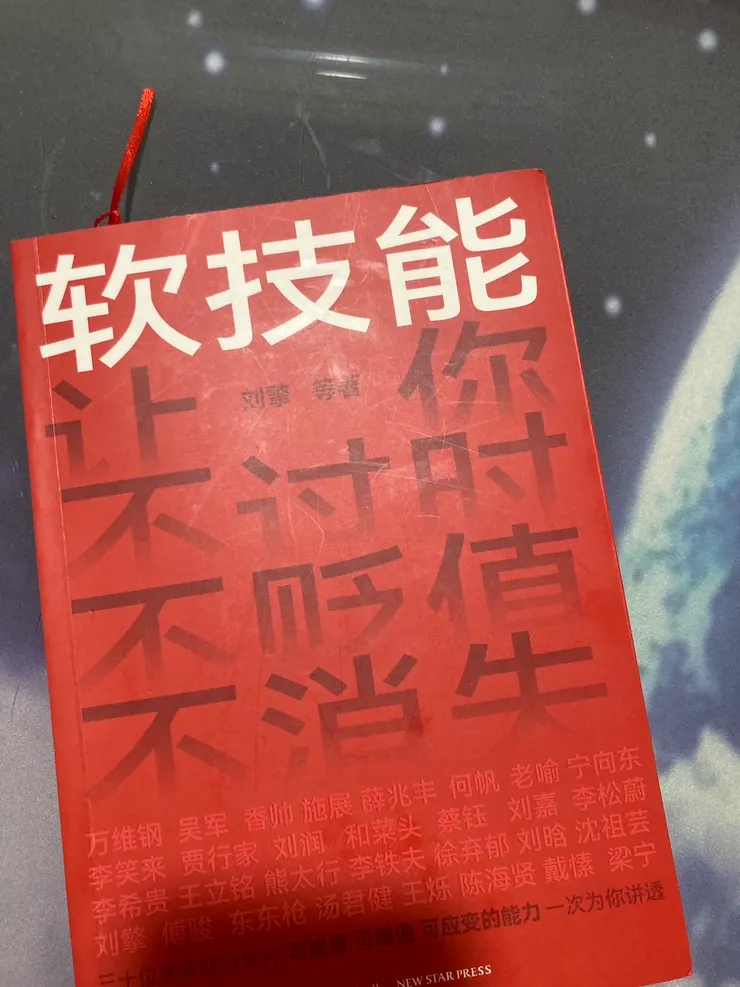 软技能
刘擎 等著
让你
不过时
不贬值
不消失
万维钢 吴军 香帅 施展 薛兆丰 何帆 老喻 宁向东
李笑来 贾行家 刘润 和菜头 蔡钰 刘嘉 李松蔚
李希贵 王立铭 熊太行 李铁夫 徐弃郁 刘晗 沈祖芸
刘擎 傅骏 东东枪 汤君健 王烁 陈海贤 戴愫 梁宁
可应变的能力 一次为你讲透
NEW STAR PRESS